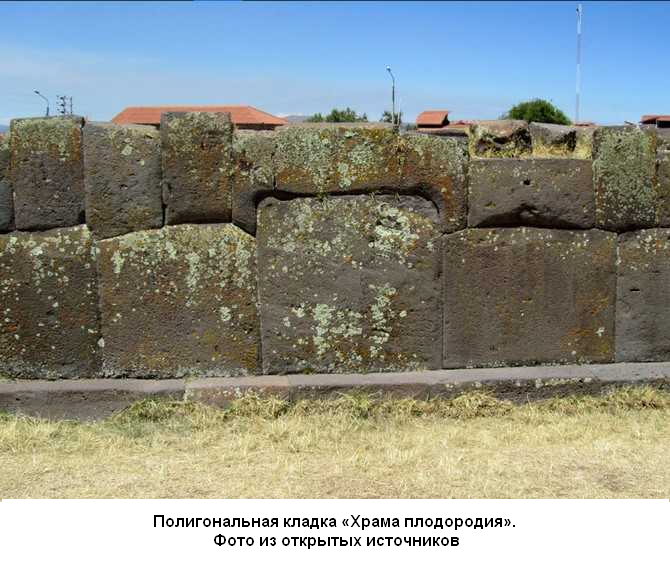 Полигональная кладка «Храма плодородия».
Фото из открытых источников